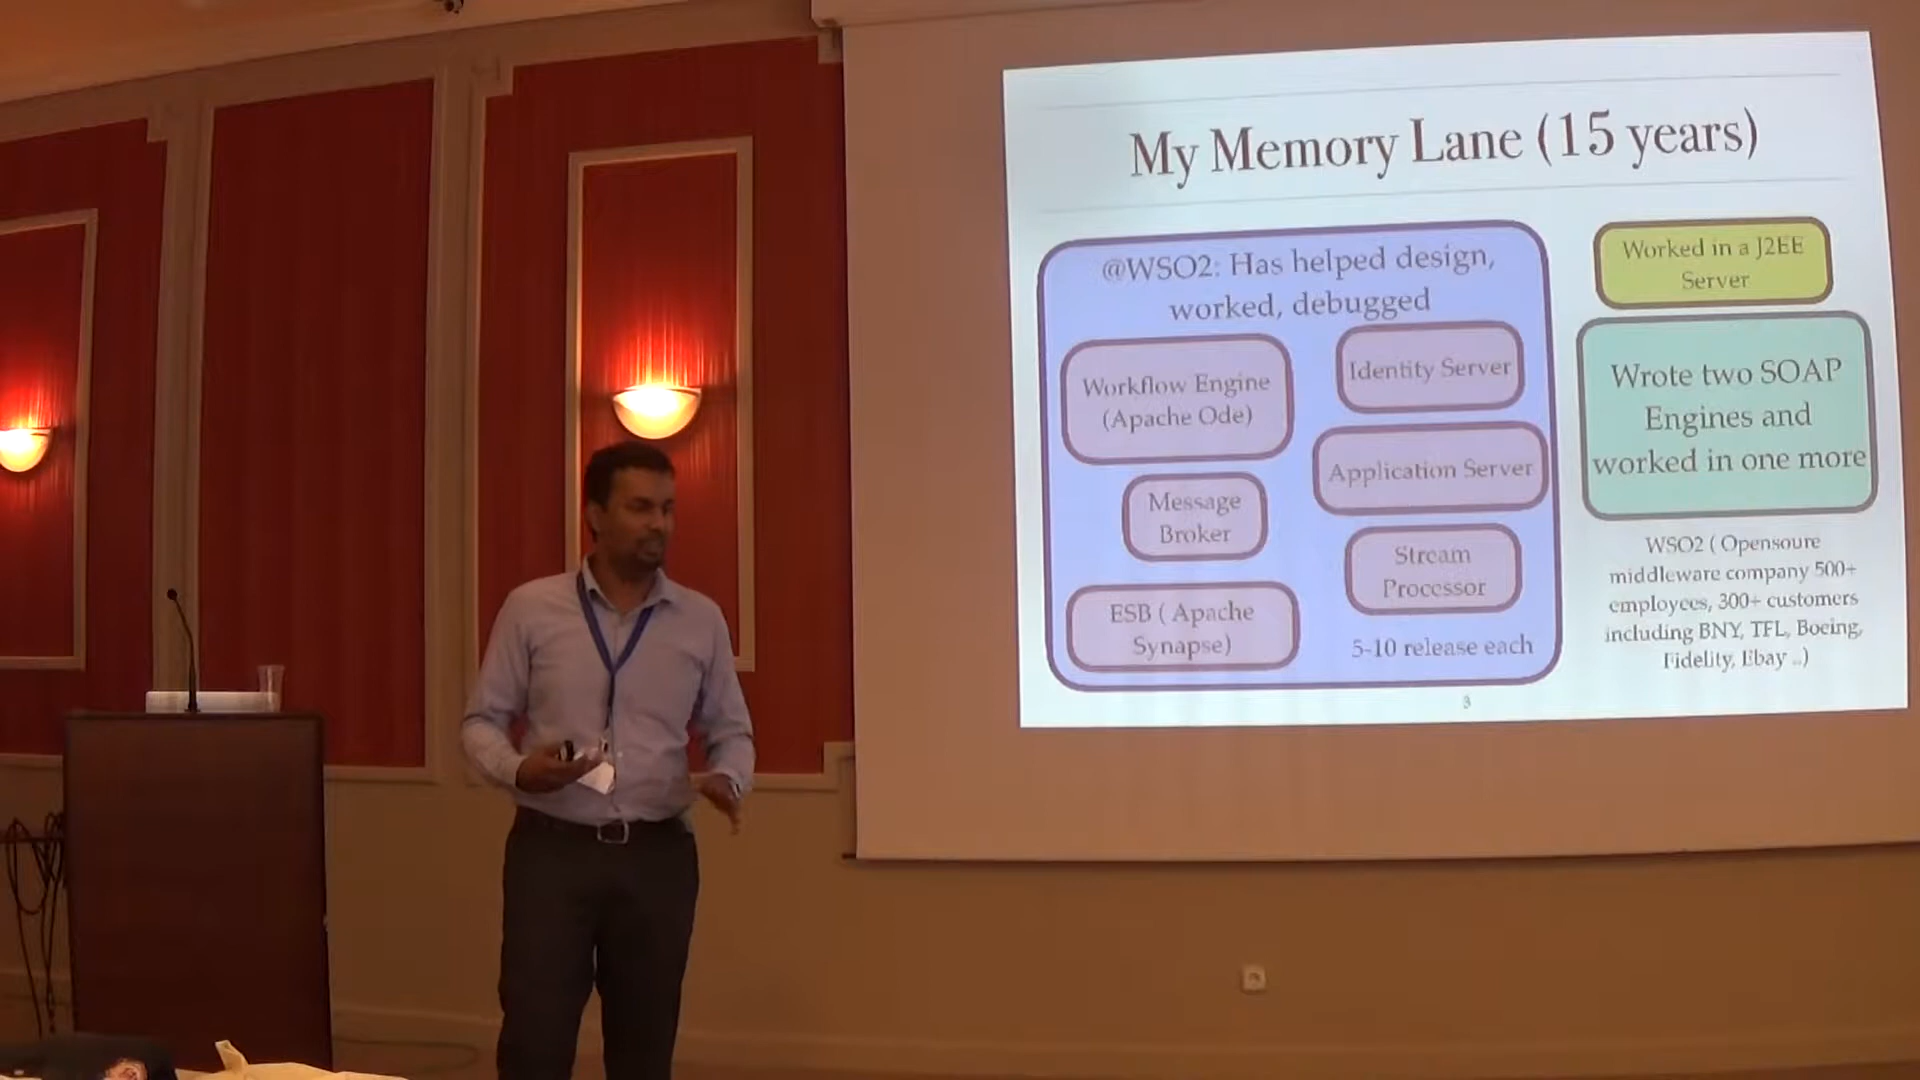 My Memory Lane (15 years)
@WSO2: Has helped design,
worked, debugged
Workflow Engine
(Apache Ode)
Identity Server
Application Server
Message
Broker
Stream
Processor
ESB ( Apache
Synapse)
5-10 release each
Worked in a J2EE
Server
Wrote two SOAP
Engines and
worked in one more
WSO2 ( Opensoure
middleware company 500+
employees, 300+ customers
including BNY, TFL, Boeing,
Fidelity, Ebay ..)
3